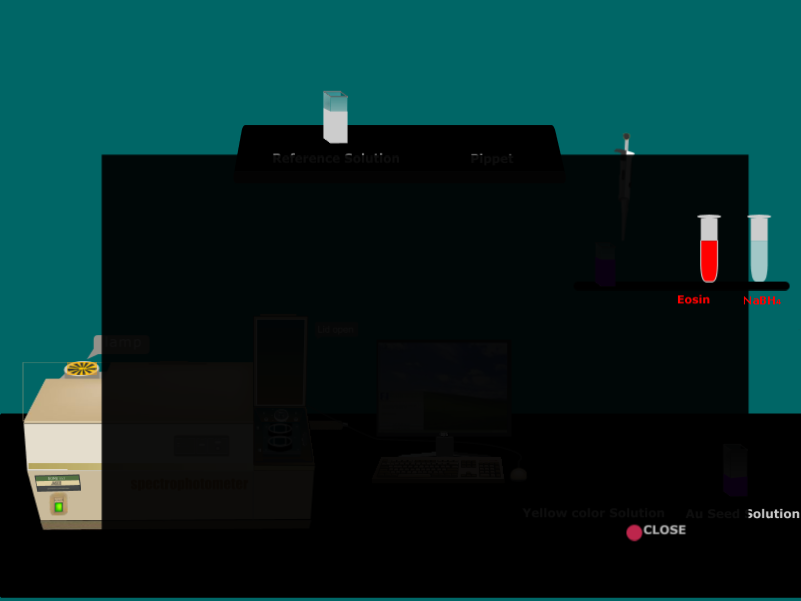 Reference Solution
Pippet
Eosin
NaBH₄
spectrophotometer
Yellow color Solution
Au Seed Solution
CLOSE